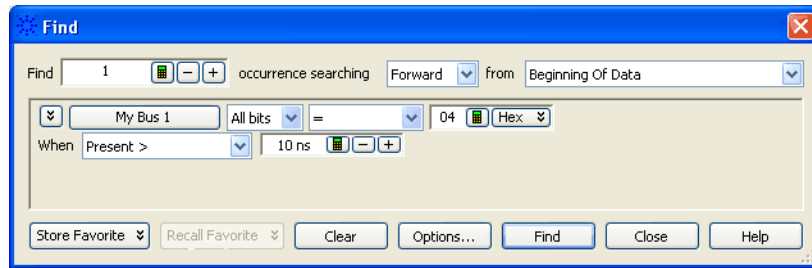 Find
Find 1 occurrence searching Forward from Beginning Of Data
My Bus 1 All bits = 04 Hex
When Present > 10 ns
Store Favorite Recall Favorite Clear Options... Find Close Help